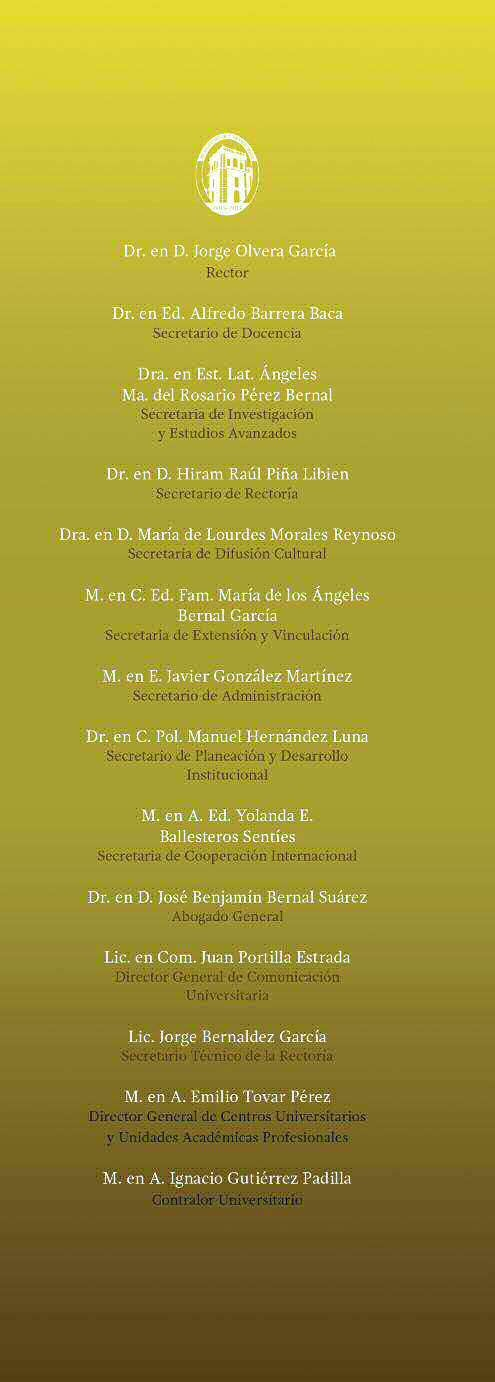 Dr. en D. Jorge Olvera García
Rector
Dr. en Ed. Alfredo Barrera Baca
Secretario de Docencia
Dra. en Est. Lat. Ángeles
Ma. del Rosario Pérez Bernal
Secretaria de Investigación
y Estudios Avanzados
Dr. en D. Hiram Raúl Piña Libien
Secretario de Rectoría
Dra. en D. María de Lourdes Morales Reynoso
Secretaria de Difusión Cultural
M. en C. Ed. Fam. María de los Ángeles
Bernal García
Secretaria de Extensión y Vinculación
M. en E. Javier González Martínez
Secretario de Administración
Dr. en C. Pol. Manuel Hernández Luna
Secretario de Planeación y Desarrollo
Institucional
M. en A. Ed. Yolanda E.
Ballesteros Sentíes
Secretaria de Cooperación Internacional
Dr. en D. José Benjamín Bernal Suárez
Abogado General
Lic. en Com. Juan Portilla Estrada
Director General de Comunicación
Universitaria
Lic. Jorge Bernaldez García
Secretario Técnico de la Rectoría
M. en A. Emilio Tovar Pérez
Director General de Centros Universitarios
y Unidades Académicas Profesionales
M. en A. Ignacio Gutiérrez Padilla
Contralor Universitario